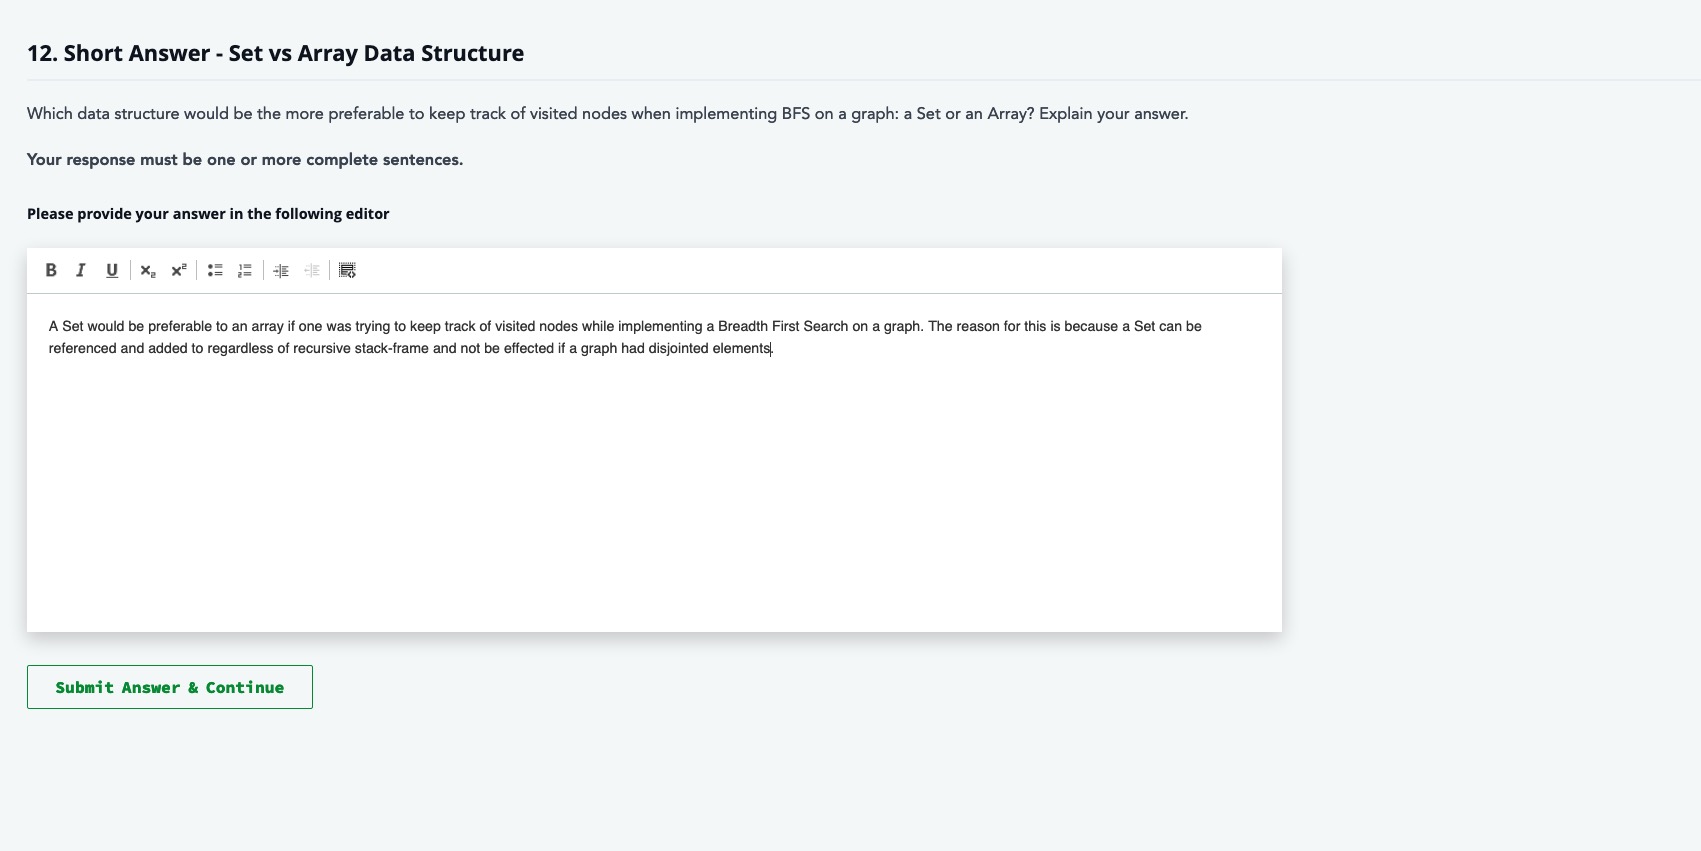 12. Short Answer - Set vs Array Data Structure
Which data structure would be the more preferable to keep track of visited nodes when implementing BFS on a graph: a Set or an Array? Explain your answer.
Your response must be one or more complete sentences.
Please provide your answer in the following editor
B I U x₂ x²
A Set would be preferable to an array if one was trying to keep track of visited nodes while implementing a Breadth First Search on a graph. The reason for this is because a Set can be
referenced and added to regardless of recursive stack-frame and not be effected if a graph had disjointed elements.
Submit Answer & Continue